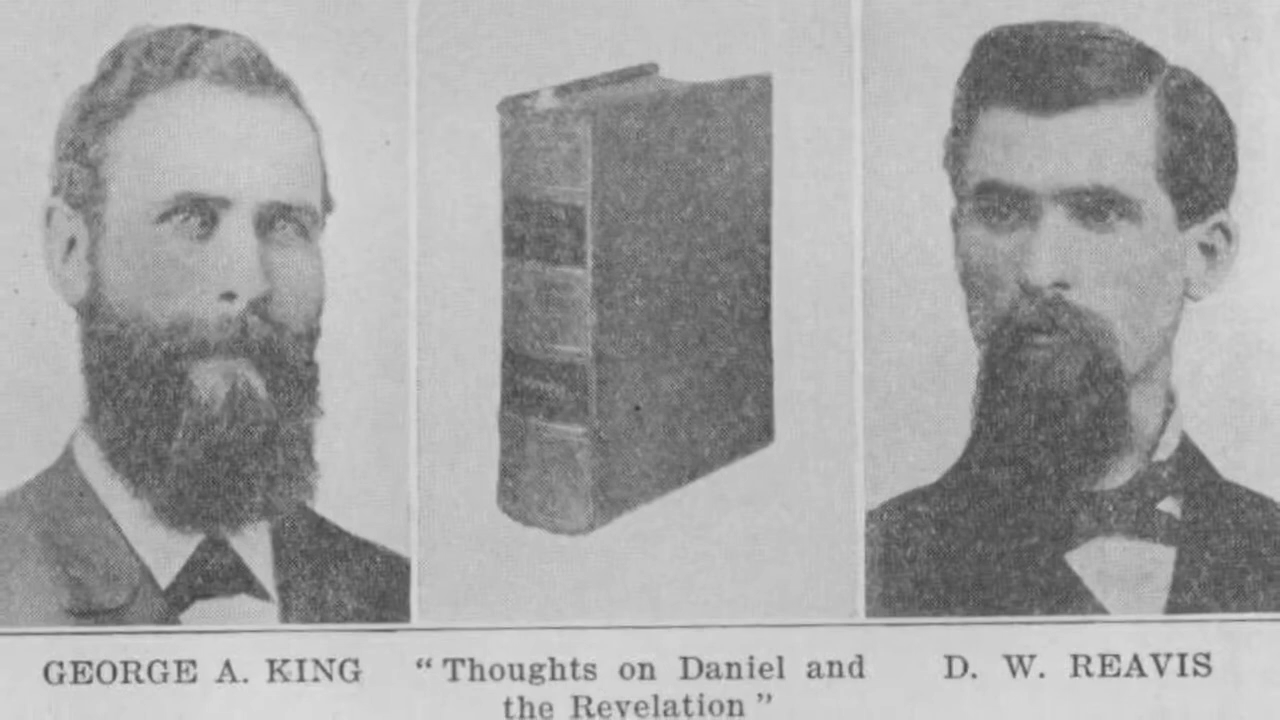 GEORGE A. KING
“Thoughts on Daniel and
the Revelation”
D. W. REAVIS